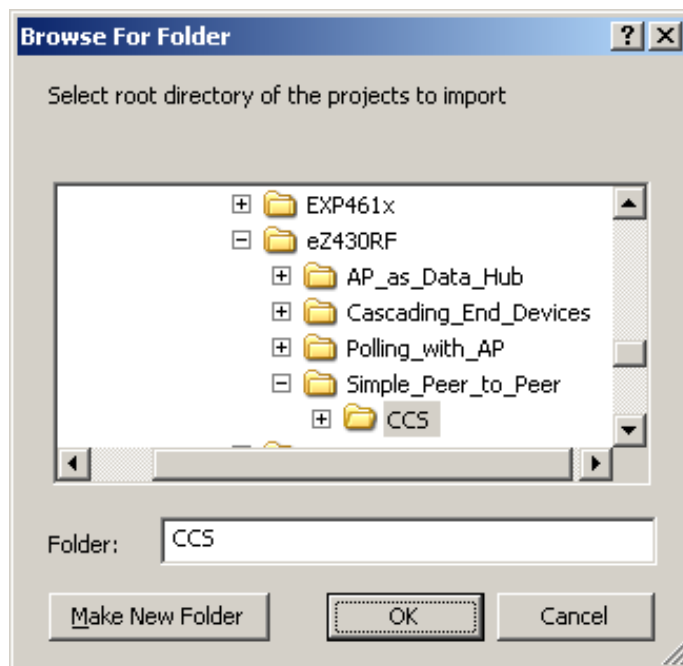 Browse For Folder
Select root directory of the projects to import
EXP461x
eZ430RF
AP_as_Data_Hub
Cascading_End_Devices
Polling_with_AP
Simple_Peer_to_Peer
CCS
Folder: CCS
Make New Folder OK Cancel